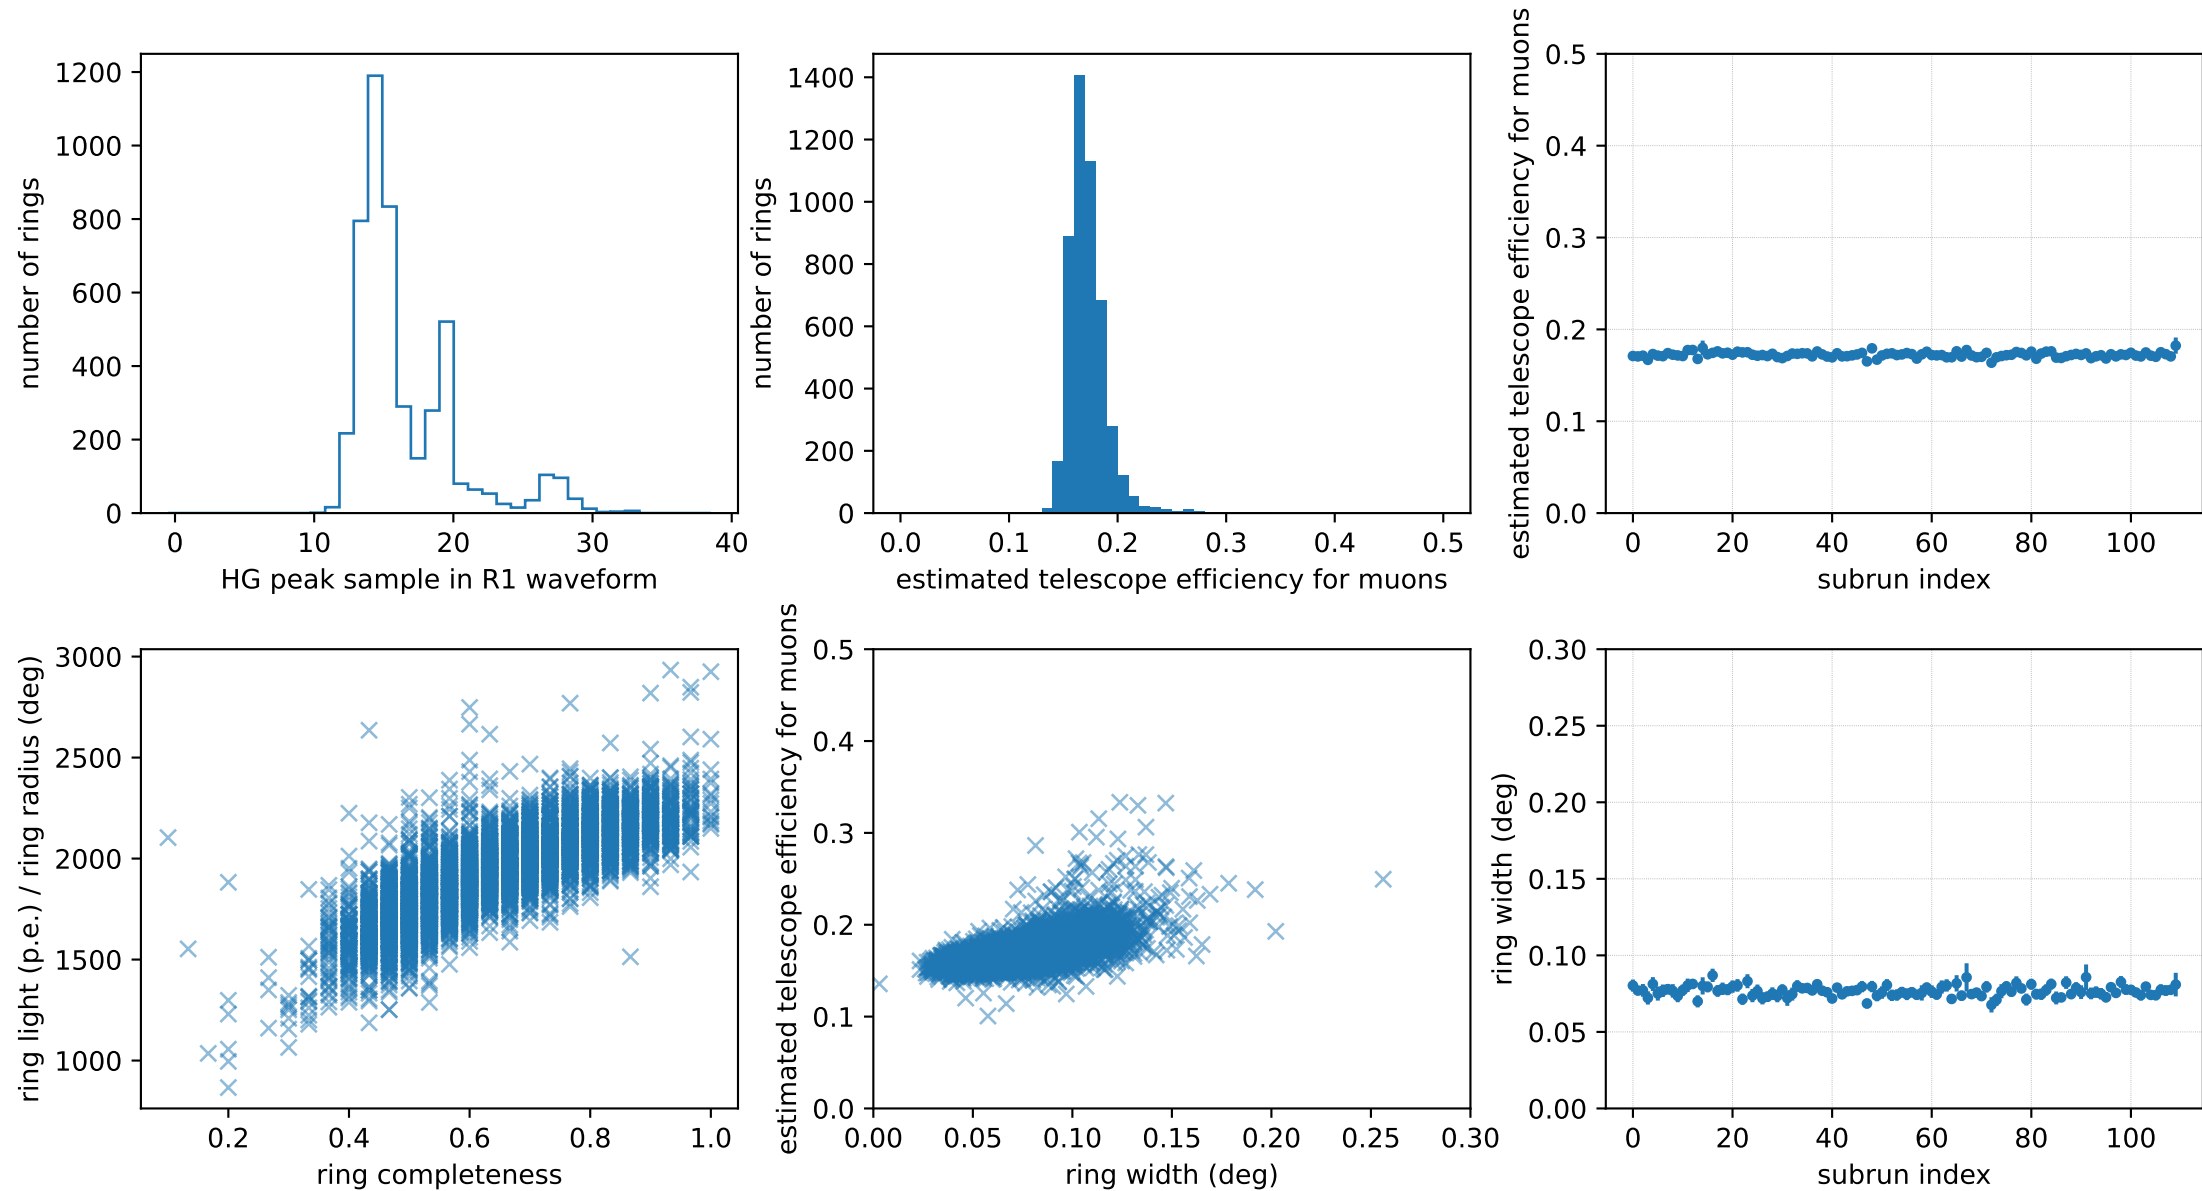 1200
1000
800
600
400
200
0
number of rings
0 10 20 30 40
HG peak sample in R1 waveform
1400
1200
1000
800
600
400
200
0
number of rings
0.0 0.1 0.2 0.3 0.4 0.5
estimated telescope efficiency for muons
0.5
0.4
0.3
0.2
0.1
0.0
estimated telescope efficiency for muons
0 20 40 60 80 100
subrun index
3000
2500
2000
1500
1000
ring light (p.e.) / ring radius (deg)
0.2 0.4 0.6 0.8 1.0
ring completeness
0.5
0.4
0.3
0.2
0.1
0.0
estimated telescope efficiency for muons
0.00 0.05 0.10 0.15 0.20 0.25 0.30
ring width (deg)
0.30
0.25
0.20
0.15
0.10
0.05
0.00
ring width (deg)
0 20 40 60 80 100
subrun index